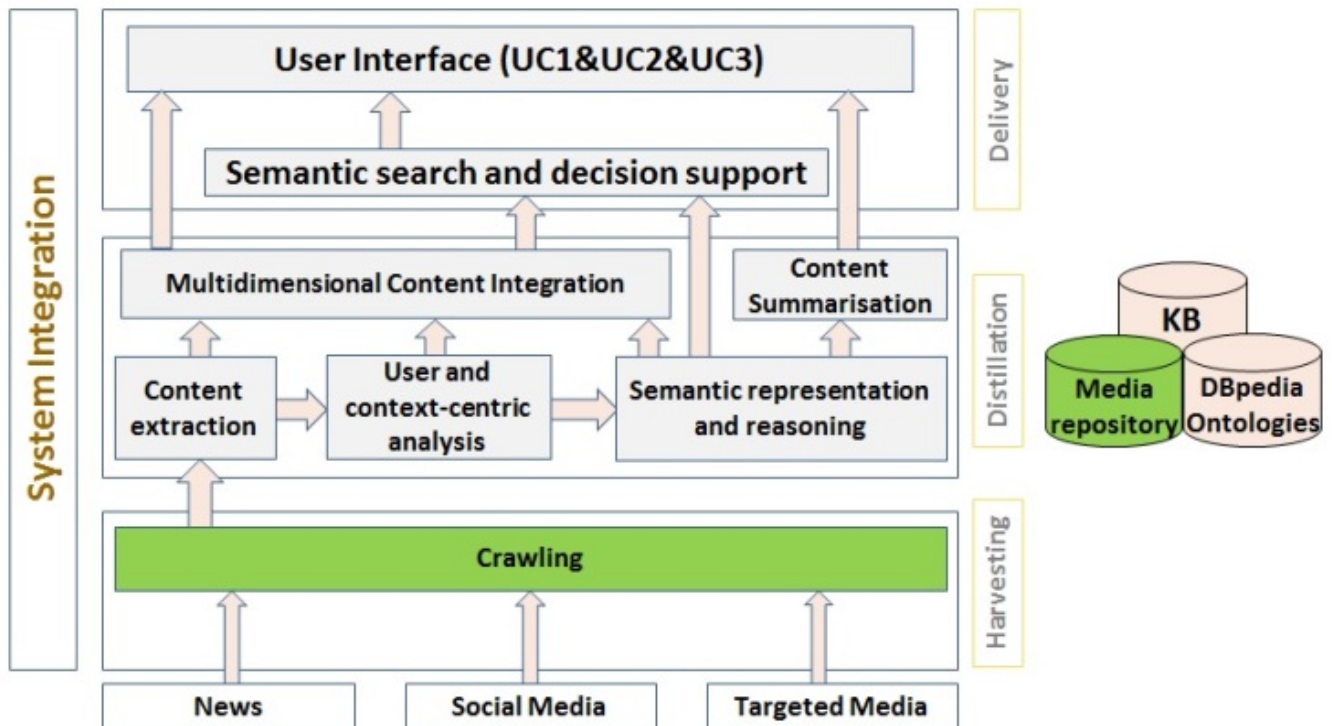 System Integration
User Interface (UC1&UC2&UC3)
Semantic search and decision support
Delivery
Multidimensional Content Integration
Content
Summarisation
Content
extraction
User and
context-centric
analysis
Semantic representation
and reasoning
Distillation
KB
Media
repository
DBpedia
Ontologies
Crawling
Harvesting
News
Social Media
Targeted Media